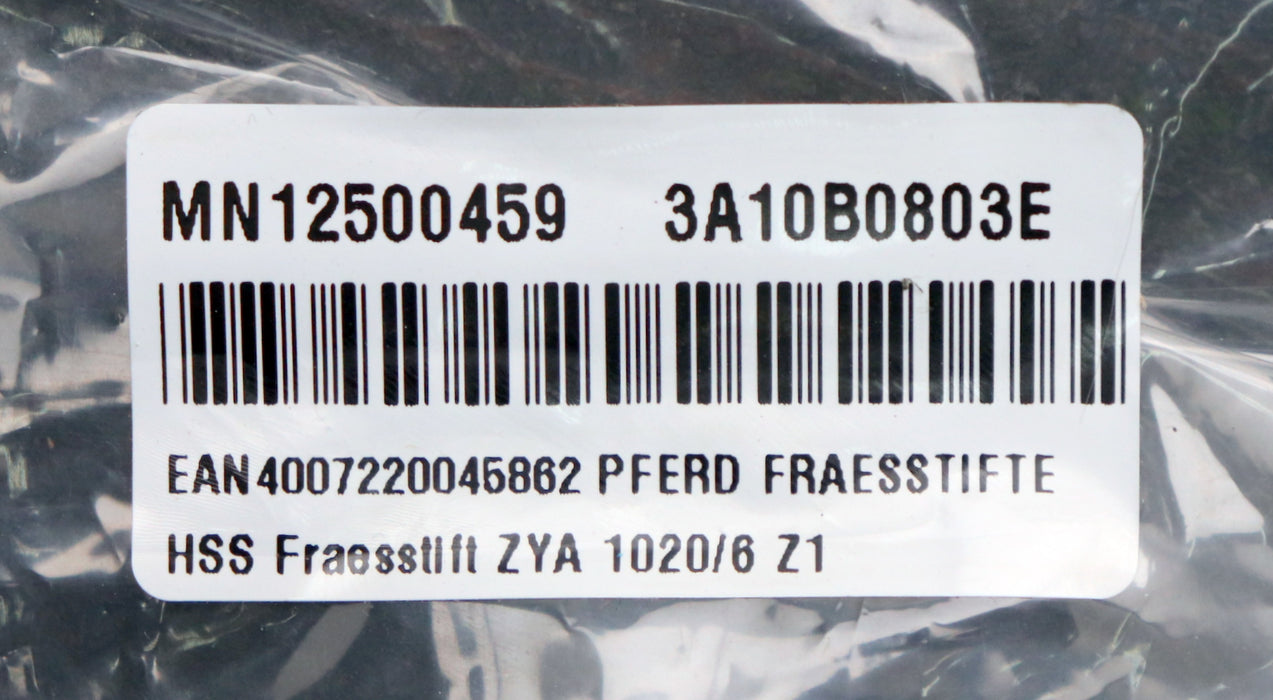 MN12500459 3A10B0803E
EAN4007220045862 PFERD FRAESSTIFTE
HSS Fraesstift ZYA 1020/6 Z1